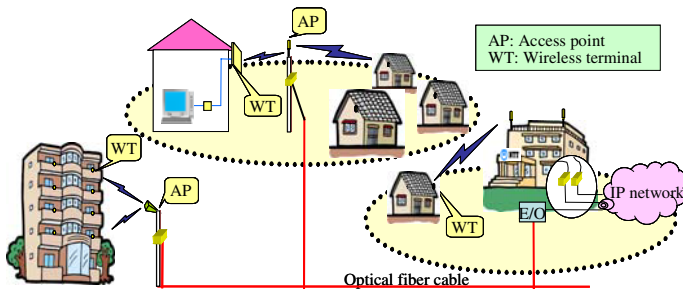 AP
AP: Access point
WT: Wireless terminal
WT
WT
AP
WT
IP network
E/O
Optical fiber cable